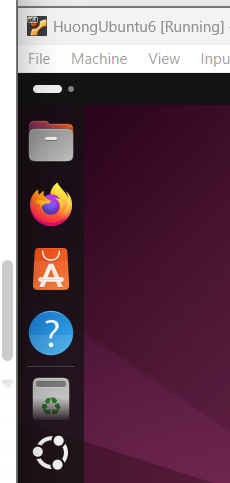 HuongUbuntu6 [Running] -
File Machine View Inpu